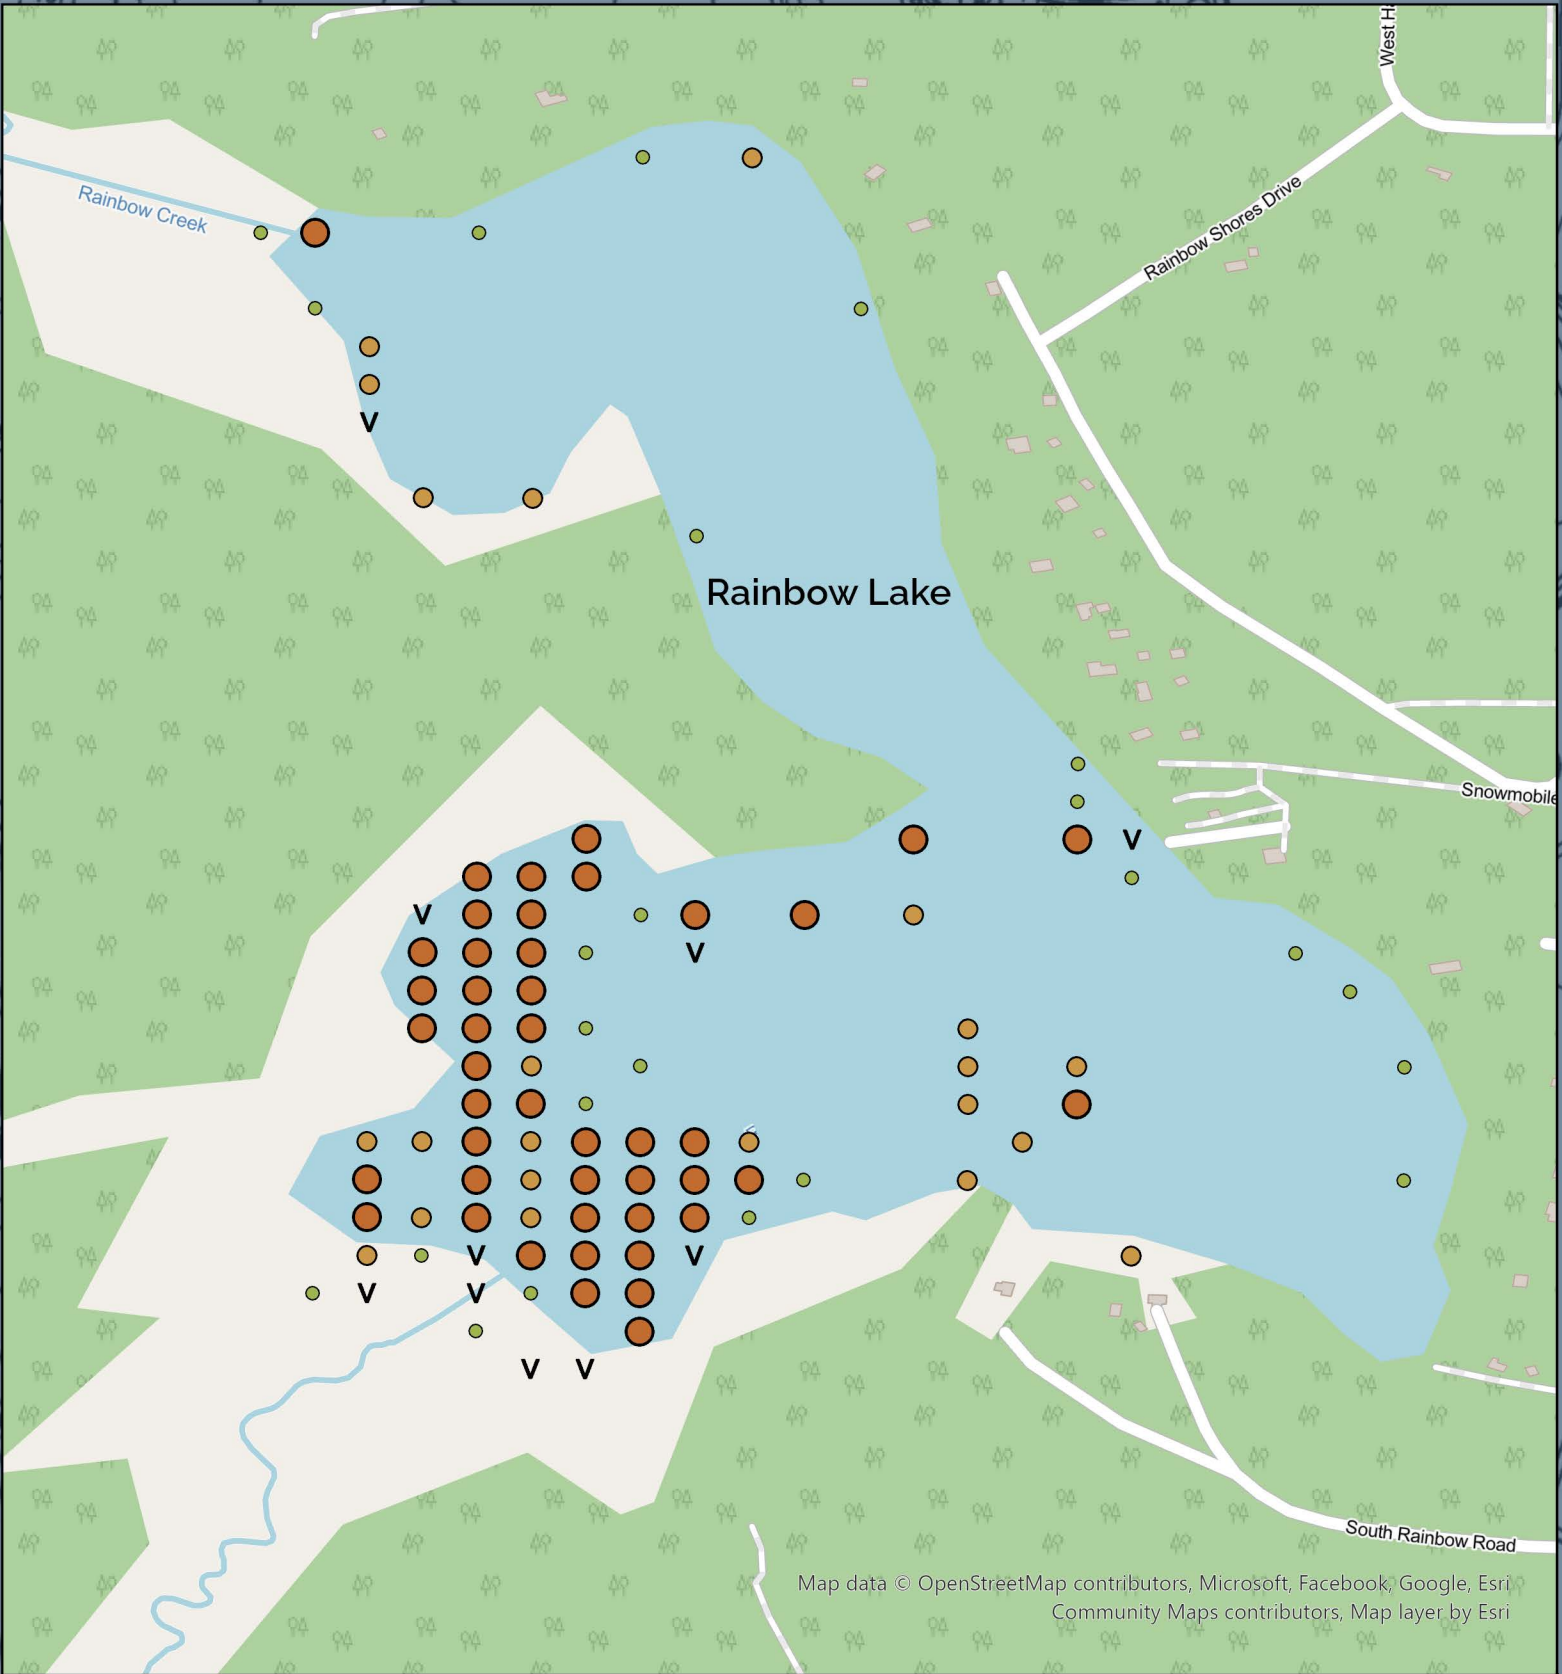 West H
Rainbow Creek
Rainbow Shores Drive
V
Rainbow Lake
Snowmobile
V
V
V
V
V
V
V
V
V
Map data © OpenStreetMap contributors, Microsoft, Facebook, Google, Esri
Community Maps contributors, Map layer by Esri
South Rainbow Road